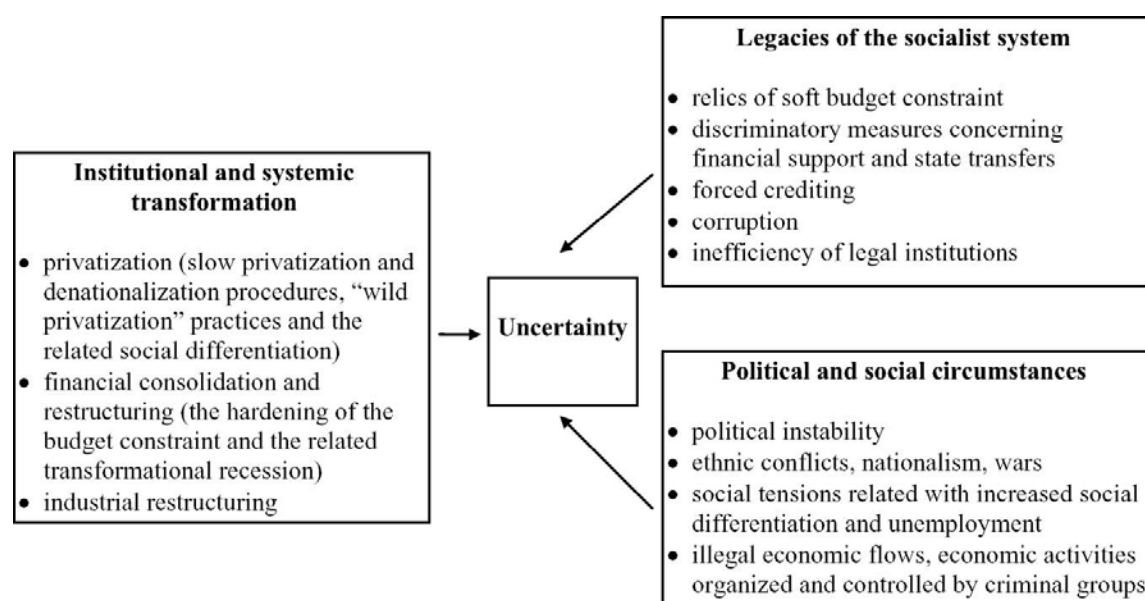 Institutional and systemic
transformation
• privatization (slow privatization and
denationalization procedures, “wild
privatization” practices and the
related social differentiation)
• financial consolidation and
restructuring (the hardening of the
budget constraint and the related
transformational recession)
• industrial restructuring
Uncertainty
Legacies of the socialist system
• relics of soft budget constraint
• discriminatory measures concerning
financial support and state transfers
• forced crediting
• corruption
• inefficiency of legal institutions
Political and social circumstances
• political instability
• ethnic conflicts, nationalism, wars
• social tensions related with increased social
differentiation and unemployment
• illegal economic flows, economic activities
organized and controlled by criminal groups